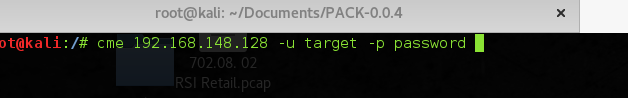 root@kali: ~/Documents/PACK-0.0.4
ot@kali:/# cme 192.168.148.128 -u target -p password
702.08. 02
RSI Retail.pcap